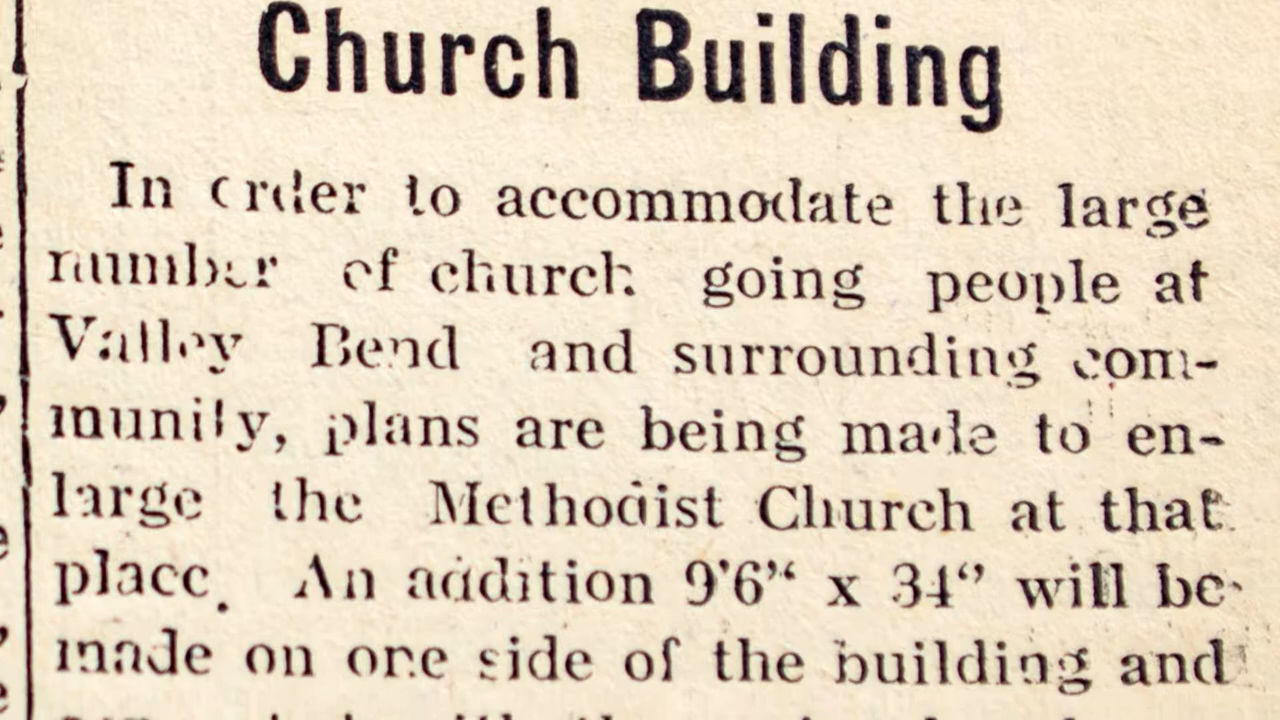 Church Building
In order to accommodate the large
number of church going people at
Valley Bend and surrounding com-
munity, plans are being made to en-
large the Methodist Church at that
place. An addition 9'6"" x 34"" will be
made on one side of the building and